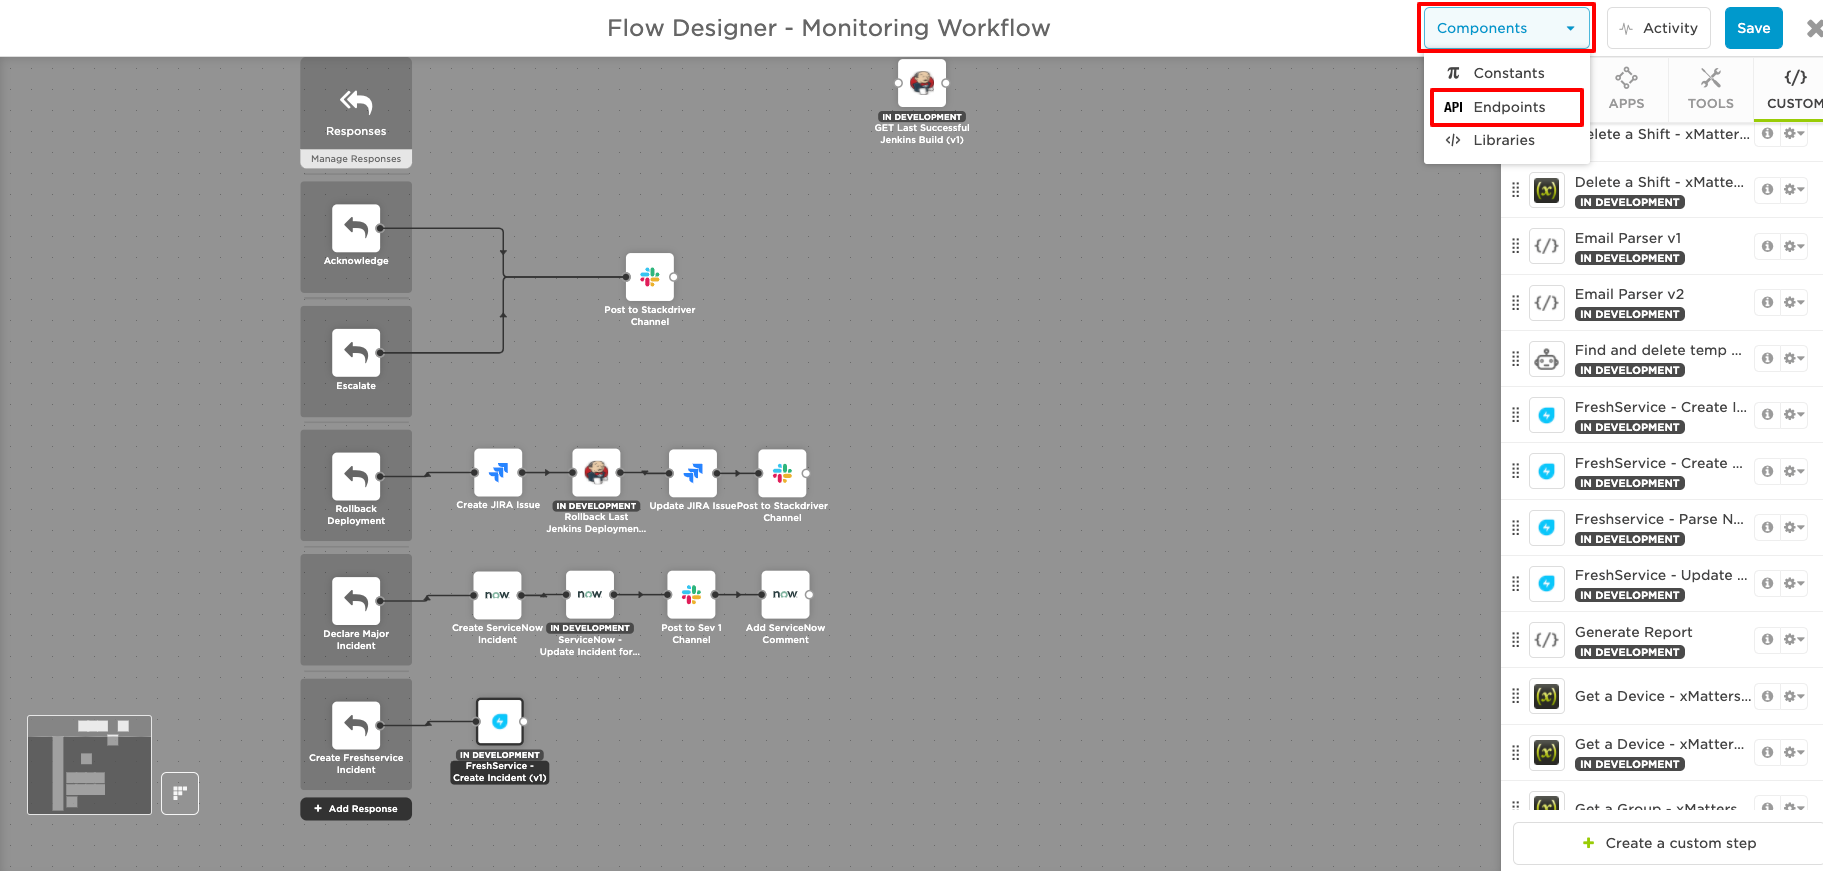 Flow Designer - Monitoring Workflow
Components
Activity
Save
π Constants
API Endpoints
</> Libraries
APPS
TOOLS
</>
CUSTOM
Responses
Manage Responses
IN DEVELOPMENT
GET Last Successful
Jenkins Build (v1)
Acknowledge
Post to Stackdriver
Channel
Escalate
Rollback
Deployment
Create JIRA Issue
IN DEVELOPMENT
Rollback Last
Jenkins Deploymen...
Update JIRA Issue
Post to Stackdriver
Channel
Declare Major
Incident
now
Create ServiceNow
Incident
now
IN DEVELOPMENT
ServiceNow -
Update Incident for...
Post to Sev 1
Channel
now
Add ServiceNow
Comment
Create Freshservice
Incident
IN DEVELOPMENT
FreshService -
Create Incident (v1)
+ Add Response
elete a Shift - xMatter...
(x)
Delete a Shift - xMatte...
IN DEVELOPMENT
{/}
Email Parser v1
IN DEVELOPMENT
{/}
Email Parser v2
IN DEVELOPMENT
Find and delete temp ...
IN DEVELOPMENT
FreshService - Create I...
IN DEVELOPMENT
FreshService - Create ...
IN DEVELOPMENT
Freshservice - Parse N...
IN DEVELOPMENT
FreshService - Update ...
IN DEVELOPMENT
{/}
Generate Report
IN DEVELOPMENT
(x)
Get a Device - xMatters...
(x)
Get a Device - xMatter...
IN DEVELOPMENT
(x)
Get a Group - xMatters
+ Create a custom step